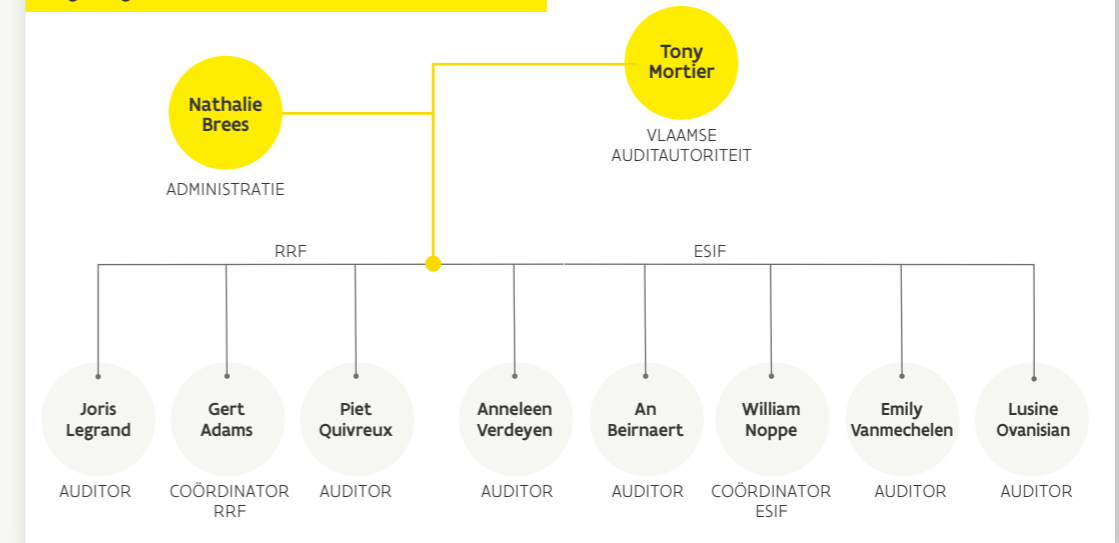 Tony
Mortier
VLAAMSE
AUDITAUTORITEIT
Nathalie
Brees
ADMINISTRATIE
RRF
ESIF
Joris
Legrand
AUDITOR
Gert
Adams
COÖRDINATOR
RRF
Piet
Quivreux
AUDITOR
Anneleen
Verdeyen
AUDITOR
An
Beirnaert
AUDITOR
William
Noppe
COÖRDINATOR
ESIF
Emily
Vanmechelen
AUDITOR
Lusine
Ovanisian
AUDITOR